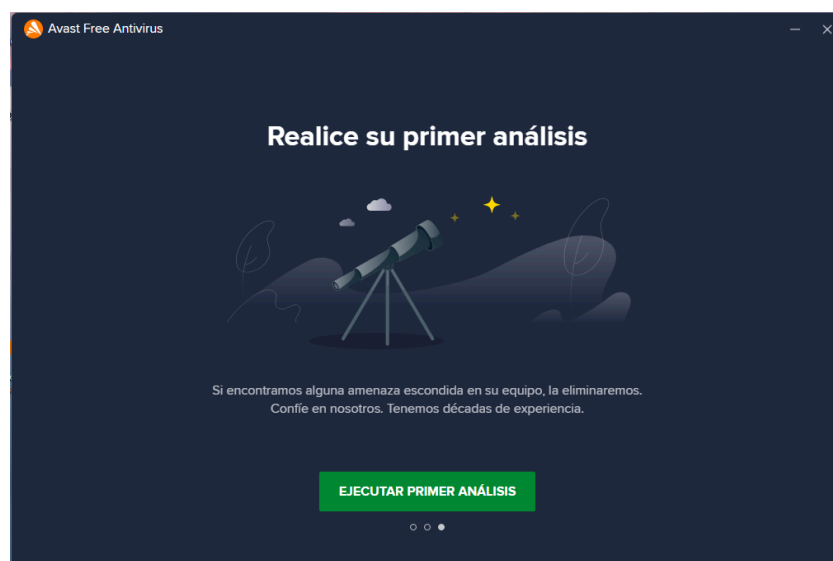 Avast Free Antivirus
Realice su primer análisis
Si encontramos alguna amenaza escondida en su equipo, la eliminaremos.
Confíe en nosotros. Tenemos décadas de experiencia.
EJECUTAR PRIMER ANÁLISIS